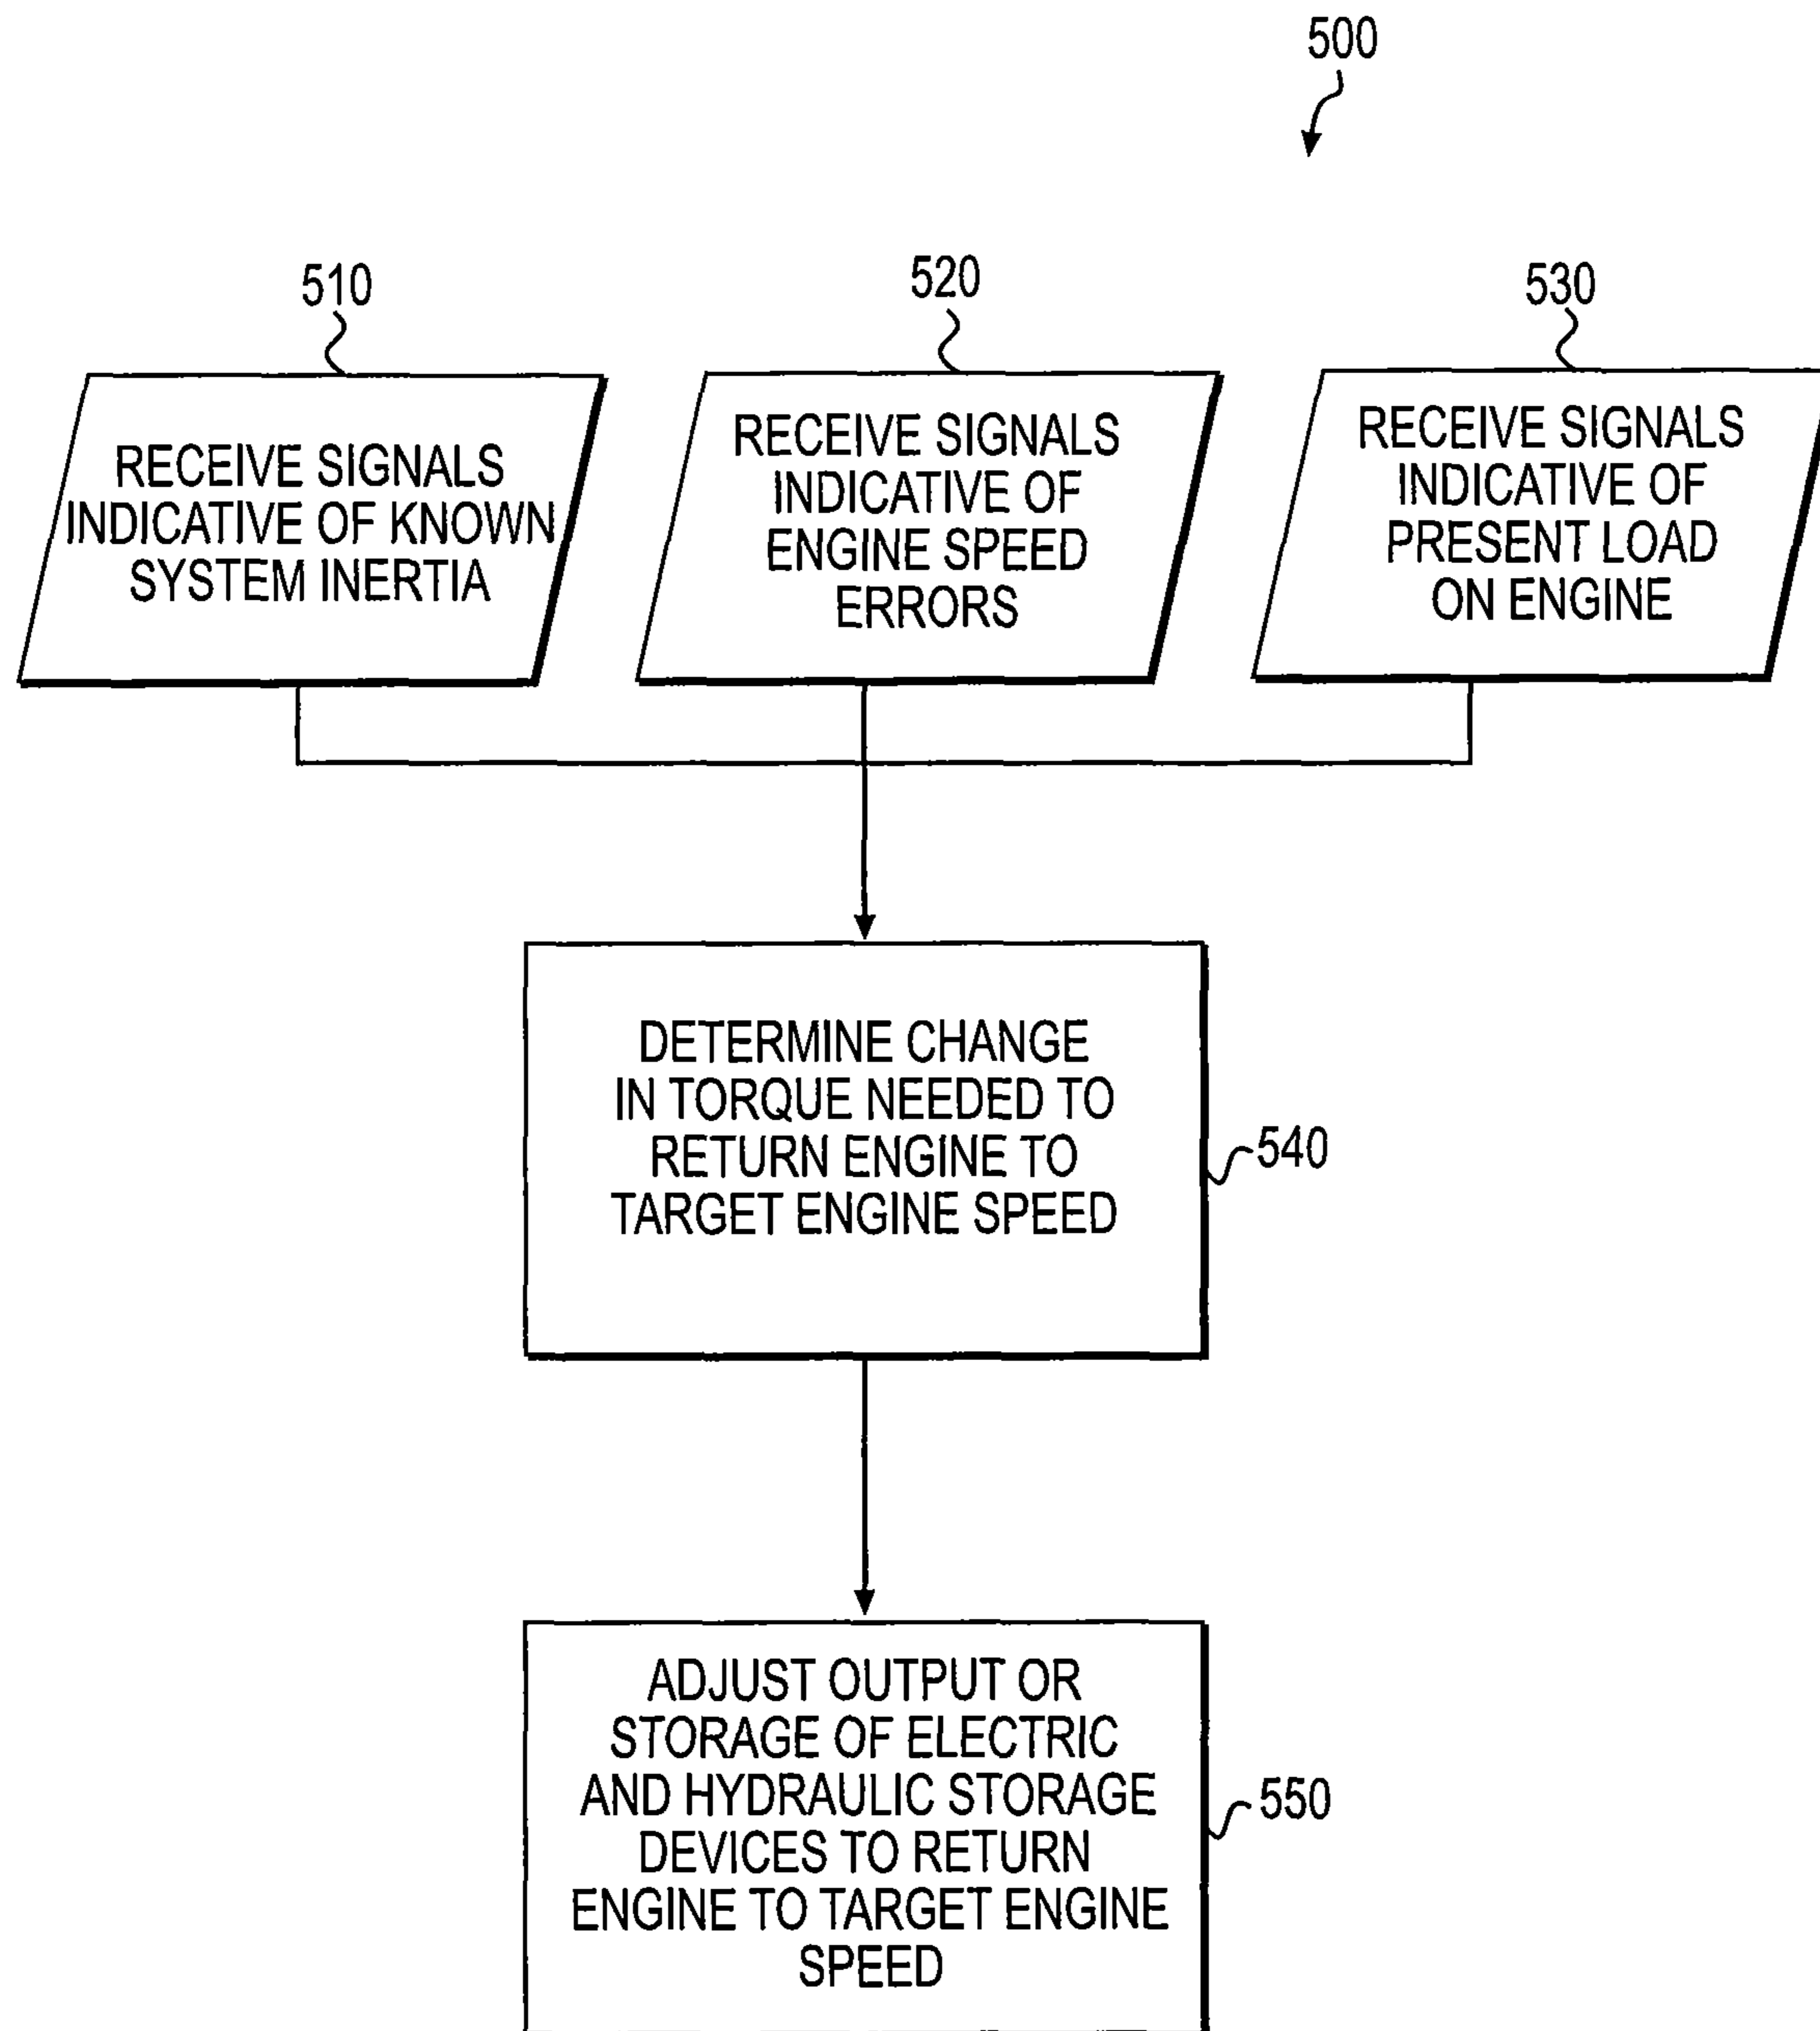 500
510
520
530
RECEIVE SIGNALS
INDICATIVE OF KNOWN
SYSTEM INERTIA
RECEIVE SIGNALS
INDICATIVE OF
ENGINE SPEED
ERRORS
RECEIVE SIGNALS
INDICATIVE OF
PRESENT LOAD
ON ENGINE
DETERMINE CHANGE
IN TORQUE NEEDED TO
RETURN ENGINE TO
TARGET ENGINE SPEED
540
ADJUST OUTPUT OR
STORAGE OF ELECTRIC
AND HYDRAULIC STORAGE
DEVICES TO RETURN
ENGINE TO TARGET ENGINE
SPEED
550